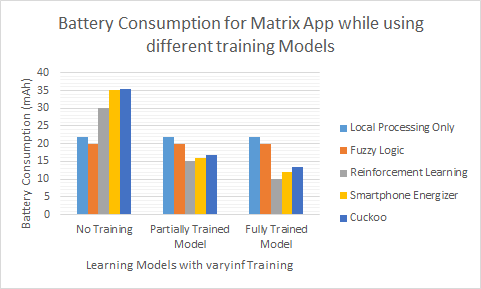 Battery Consumption for Matrix App while using
different training Models
Battery Consumption (mAh)
40
35
30
25
20
15
10
5
0
No Training
Partially Trained
Model
Fully Trained
Model
Learning Models with varyinf Training
Local Processing Only
Fuzzy Logic
Reinforcement Learning
Smartphone Energizer
Cuckoo